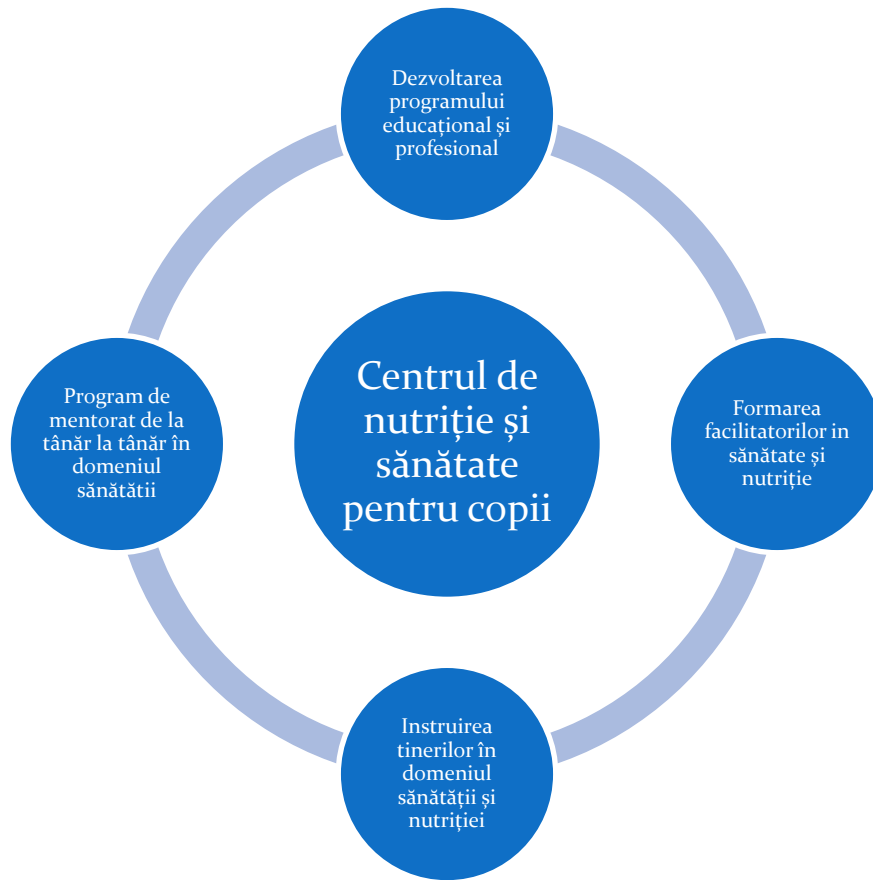 Dezvoltarea
programului
educațional și
profesional
Centrul de
nutriție și
sănătate
pentru copii
Program de
mentorat de la
tânăr la tânăr în
domeniul
sănătătii
Formarea
facilitatorilor in
sănătate și
nutriție
Instruirea
tinerilor în
domeniul
sănătății și
nutriției